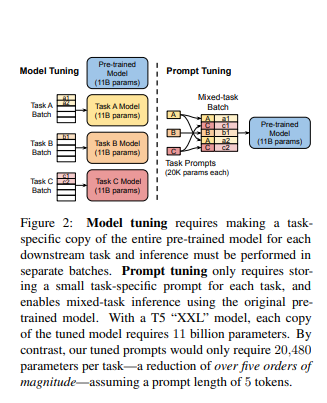 Model Tuning
Pre-trained
Model
(11B params)
Task A
Batch
a1
a2
Task A Model
(11B params)
Task B
Batch
b1
Task B Model
(11B params)
Task C
Batch
c1
c2
Task C Model
(11B params)
Prompt Tuning
Mixed-task
Batch
A
B
C
A a1
C c1
B b1
A a2
C c2
Pre-trained
Model
(11B params)
Task Prompts
(20K params each)
Figure 2: Model tuning requires making a task-
specific copy of the entire pre-trained model for each
downstream task and inference must be performed in
separate batches. Prompt tuning only requires stor-
ing a small task-specific prompt for each task, and
enables mixed-task inference using the original pre-
trained model. With a T5 “XXL” model, each copy
of the tuned model requires 11 billion parameters. By
contrast, our tuned prompts would only require 20,480
parameters per task—a reduction of over five orders of
magnitude—assuming a prompt length of 5 tokens.